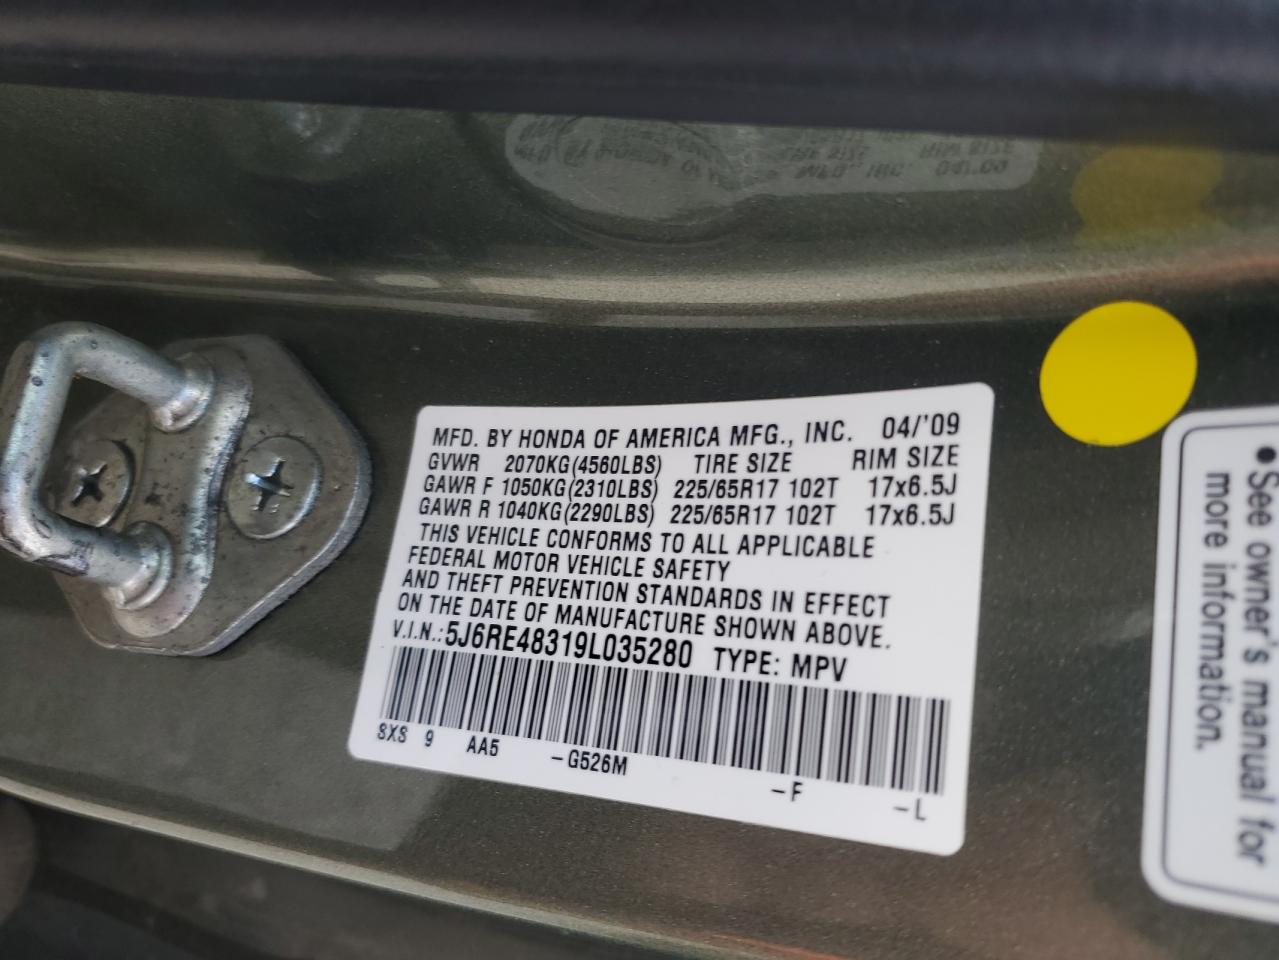 MFD. BY HONDA OF AMERICA MFG., INC. 04/'09
GVWR 2070KG(4560LBS) TIRE SIZE RIM SIZE
GAWR F 1050KG(2310LBS) 225/65R17 102T 17x6.5J
GAWR R 1040KG(2290LBS) 225/65R17 102T 17x6.5J
THIS VEHICLE CONFORMS TO ALL APPLICABLE
FEDERAL MOTOR VEHICLE SAFETY
AND THEFT PREVENTION STANDARDS IN EFFECT
ON THE DATE OF MANUFACTURE SHOWN ABOVE.
V.I.N.:5J6RE48319L035280 TYPE: MPV
SXS 9 AA5 -G526M -F -L
•See owner's manual for
more information.